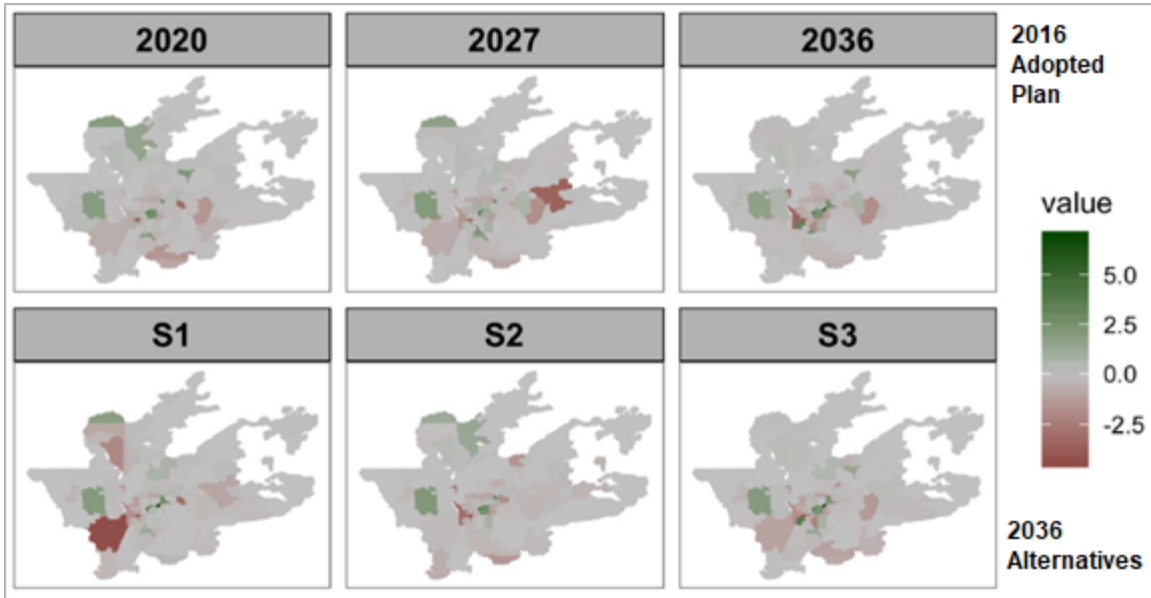 2020
2027
2036
2016
Adopted
Plan
value
5.0
2.5
0.0
-2.5
S1
S2
S3
2036
Alternatives